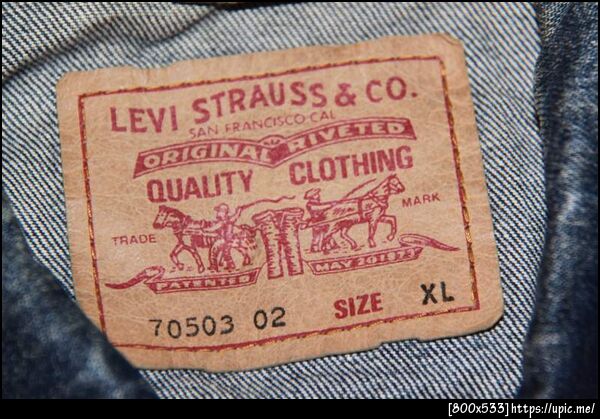 LEVI STRAUSS & CO.
SAN FRANCISCO CAL
ORIGINAL RIVETED
QUALITY CLOTHING
TRADE MARK
PATENTED MAY 20 1873
70503 02 SIZE XL
[800x533]https://upic.me/